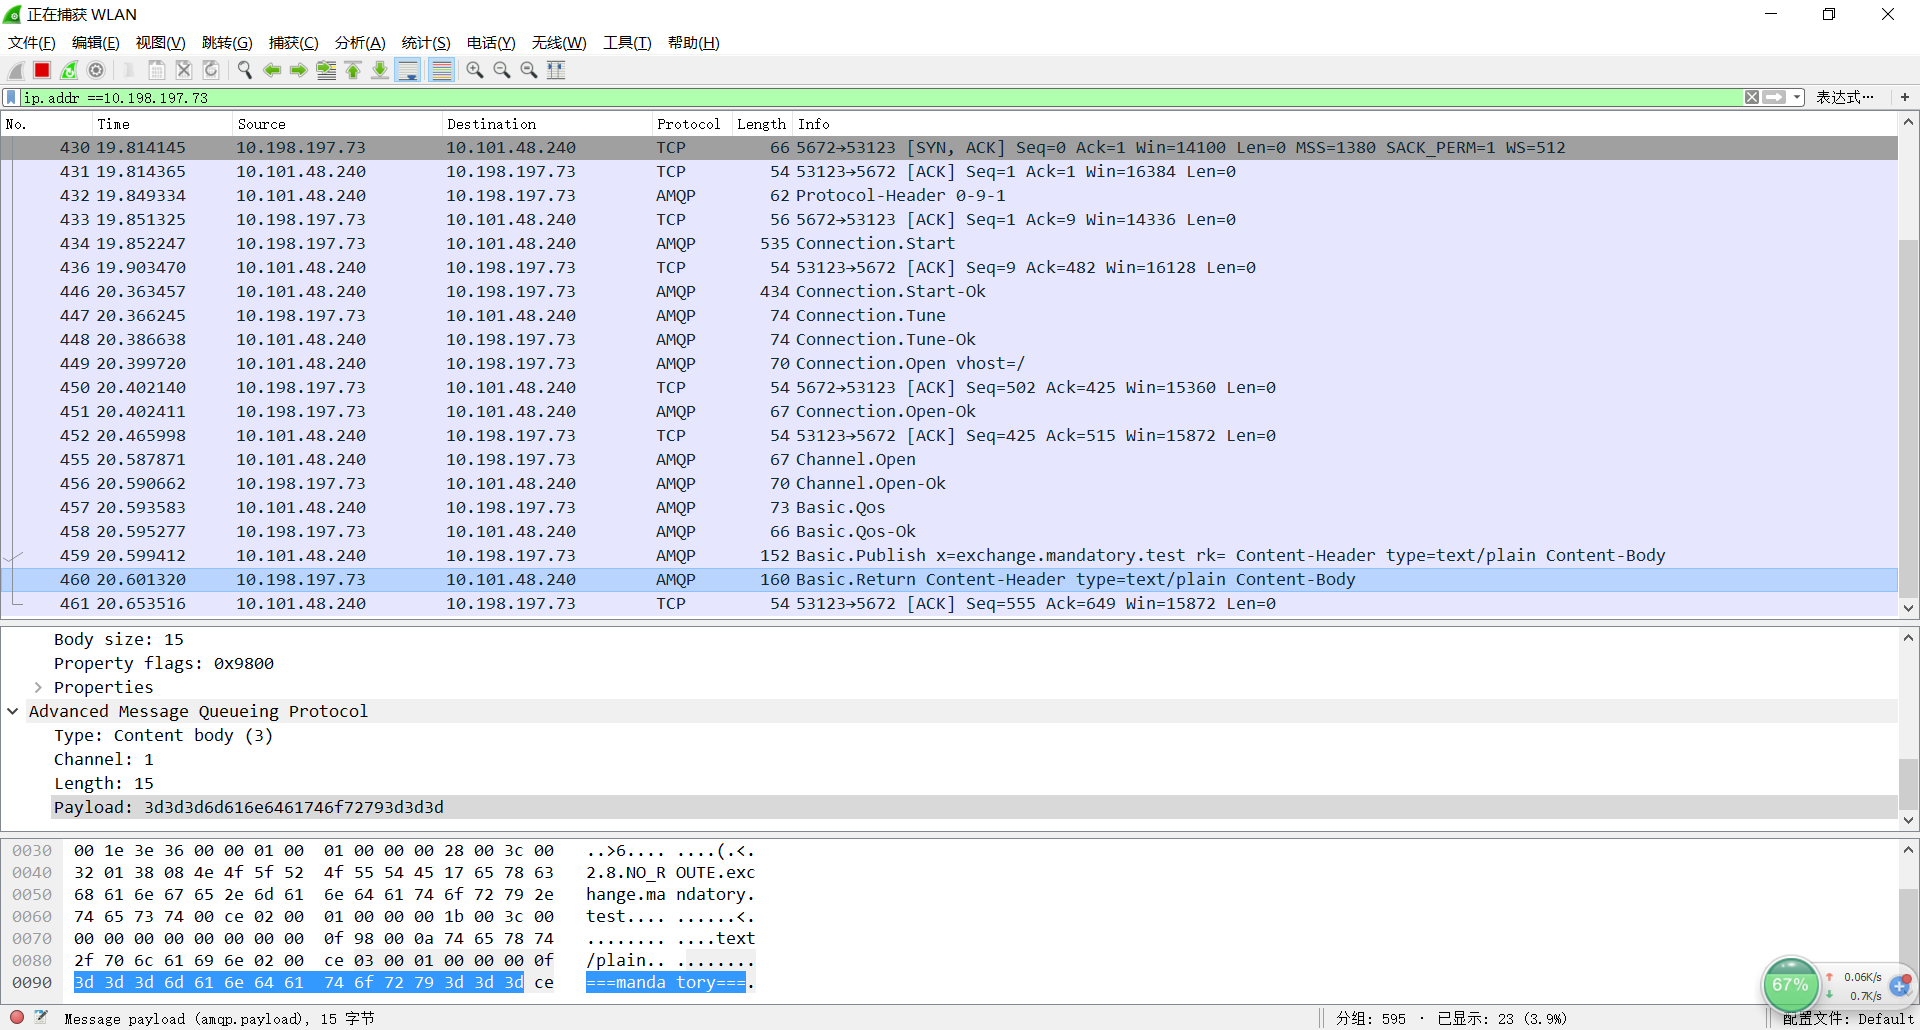 正在捕获 WLAN
文件(F) 编辑(E) 视图(V) 跳转(G) 捕获(C) 分析(A) 统计(S) 电话(Y) 无线(W) 工具(T) 帮助(H)
ip.addr ==10.198.197.73 表达式… +
No. Time Source Destination Protocol Length Info
430 19.814145 10.198.197.73 10.101.48.240 TCP 66 5672→53123 [SYN, ACK] Seq=0 Ack=1 Win=14100 Len=0 MSS=1380 SACK_PERM=1 WS=512
431 19.814365 10.101.48.240 10.198.197.73 TCP 54 53123→5672 [ACK] Seq=1 Ack=1 Win=16384 Len=0
432 19.849334 10.101.48.240 10.198.197.73 AMQP 62 Protocol-Header 0-9-1
433 19.851325 10.198.197.73 10.101.48.240 TCP 56 5672→53123 [ACK] Seq=1 Ack=9 Win=14336 Len=0
434 19.852247 10.198.197.73 10.101.48.240 AMQP 535 Connection.Start
436 19.903470 10.101.48.240 10.198.197.73 TCP 54 53123→5672 [ACK] Seq=9 Ack=482 Win=16128 Len=0
446 20.363457 10.101.48.240 10.198.197.73 AMQP 434 Connection.Start-Ok
447 20.366245 10.198.197.73 10.101.48.240 AMQP 74 Connection.Tune
448 20.386638 10.101.48.240 10.198.197.73 AMQP 74 Connection.Tune-Ok
449 20.399720 10.101.48.240 10.198.197.73 AMQP 70 Connection.Open vhost=/
450 20.402140 10.198.197.73 10.101.48.240 TCP 54 5672→53123 [ACK] Seq=502 Ack=425 Win=15360 Len=0
451 20.402411 10.198.197.73 10.101.48.240 AMQP 67 Connection.Open-Ok
452 20.465998 10.101.48.240 10.198.197.73 TCP 54 53123→5672 [ACK] Seq=425 Ack=515 Win=15872 Len=0
455 20.587871 10.101.48.240 10.198.197.73 AMQP 67 Channel.Open
456 20.590662 10.198.197.73 10.101.48.240 AMQP 70 Channel.Open-Ok
457 20.593583 10.101.48.240 10.198.197.73 AMQP 73 Basic.Qos
458 20.595277 10.198.197.73 10.101.48.240 AMQP 66 Basic.Qos-Ok
459 20.599412 10.101.48.240 10.198.197.73 AMQP 152 Basic.Publish x=exchange.mandatory.test rk= Content-Header type=text/plain Content-Body
460 20.601320 10.198.197.73 10.101.48.240 AMQP 160 Basic.Return Content-Header type=text/plain Content-Body
461 20.653516 10.101.48.240 10.198.197.73 TCP 54 53123→5672 [ACK] Seq=555 Ack=649 Win=15872 Len=0
Body size: 15
Property flags: 0x9800
Properties
Advanced Message Queueing Protocol
Type: Content body (3)
Channel: 1
Length: 15
Payload: 3d3d3d6d616e6461746f72793d3d3d
0030 00 1e 3e 36 00 00 01 00 01 00 00 00 28 00 3c 00 ..>6.... ....(.<.
0040 32 01 38 08 4e 4f 5f 52 4f 55 54 45 17 65 78 63 2.8.NO_R OUTE.exc
0050 68 61 6e 67 65 2e 6d 61 6e 64 61 74 6f 72 79 2e hange.ma ndatory.
0060 74 65 73 74 00 ce 02 00 01 00 00 00 1b 00 3c 00 test.... ......<.
0070 00 00 00 00 00 00 00 00 0f 98 00 0a 74 65 78 74 ........ ....text
0080 2f 70 6c 61 69 6e 02 00 ce 03 00 01 00 00 00 0f /plain.. ........
0090 3d 3d 3d 6d 61 6e 64 61 74 6f 72 79 3d 3d 3d ce ===manda tory===.
67% 0.06K/s
0.7K/s
Message payload (amqp.payload), 15 字节 分组: 595 · 已显示: 23 (3.9%) 配置文件: Default